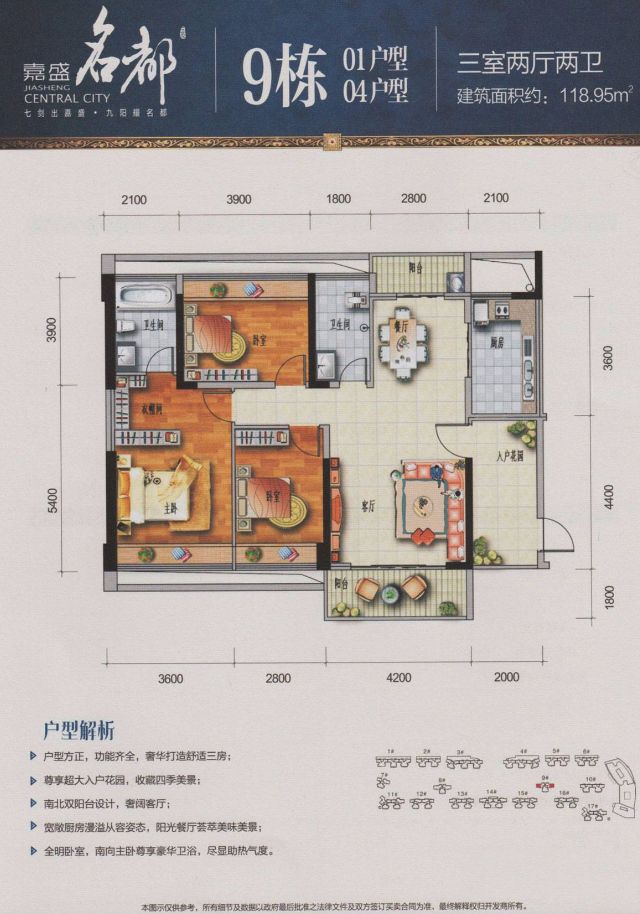 嘉盛 名都
JIASHENG
CENTRAL CITY
七剑出嘉盛·九阳耀名都
9栋 01户型
04户型
三室两厅两卫
建筑面积约：118.95m²
2100 3900 1800 2800 2100
阳台
3900
卫生间
卧室
卫生间
餐厅
厨房
3600
衣帽间
入户花园
5400
主卧
卧室
客厅
4400
阳台
1800
3600 2800 4200 2000
户型解析
户型方正，功能齐全，奢华打造舒适三房；
尊享超大入户花园，收藏四季美景；
南北双阳台设计，奢阔客厅；
宽敞厨房漫溢从容姿态，阳光餐厅荟萃美味美景；
全明卧室，南向主卧尊享豪华卫浴，尽显助热气度。
1# 2# 3# 4# 5# 6#
7# 8# 9# 10#
11# 12# 13# 14# 15# 16# 17#
本图示仅供参考，所有细节及数据以政府最后批准之法律文件及双方签订买卖合同为准，最终解释权归开发商所有。